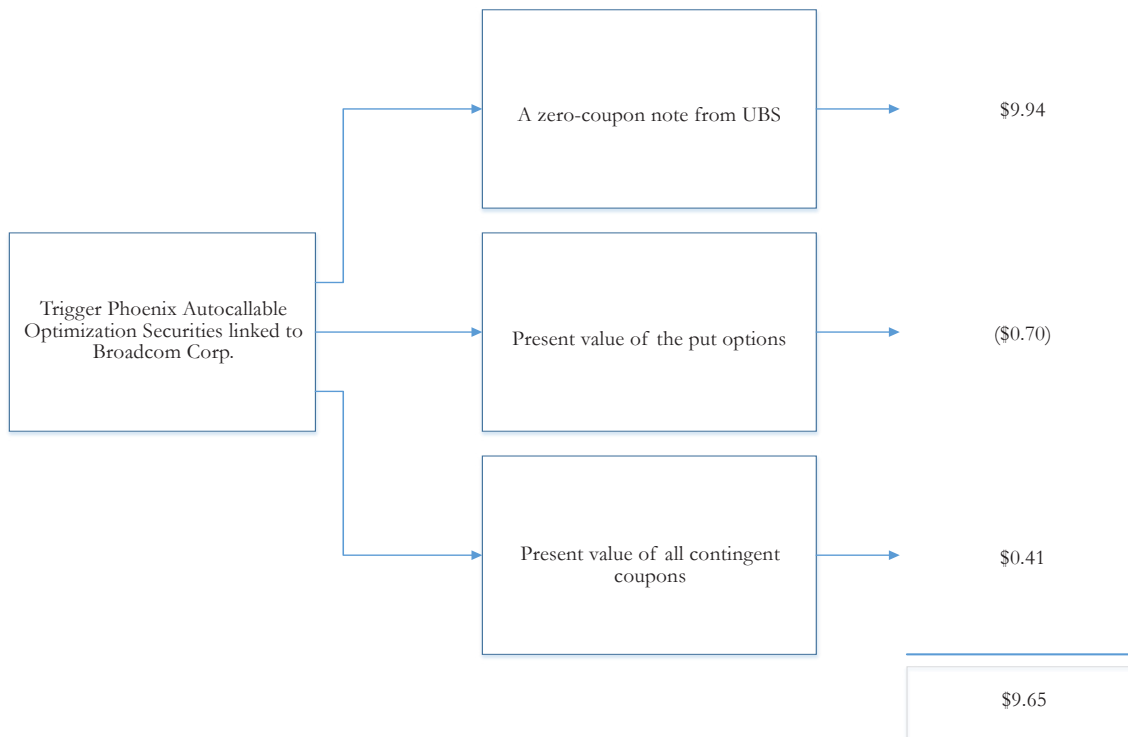 A zero-coupon note from UBS
$9.94
Trigger Phoenix Autocallable
Optimization Securities linked to
Broadcom Corp.
Present value of the put options
($0.70)
Present value of all contingent
coupons
$0.41
$9.65